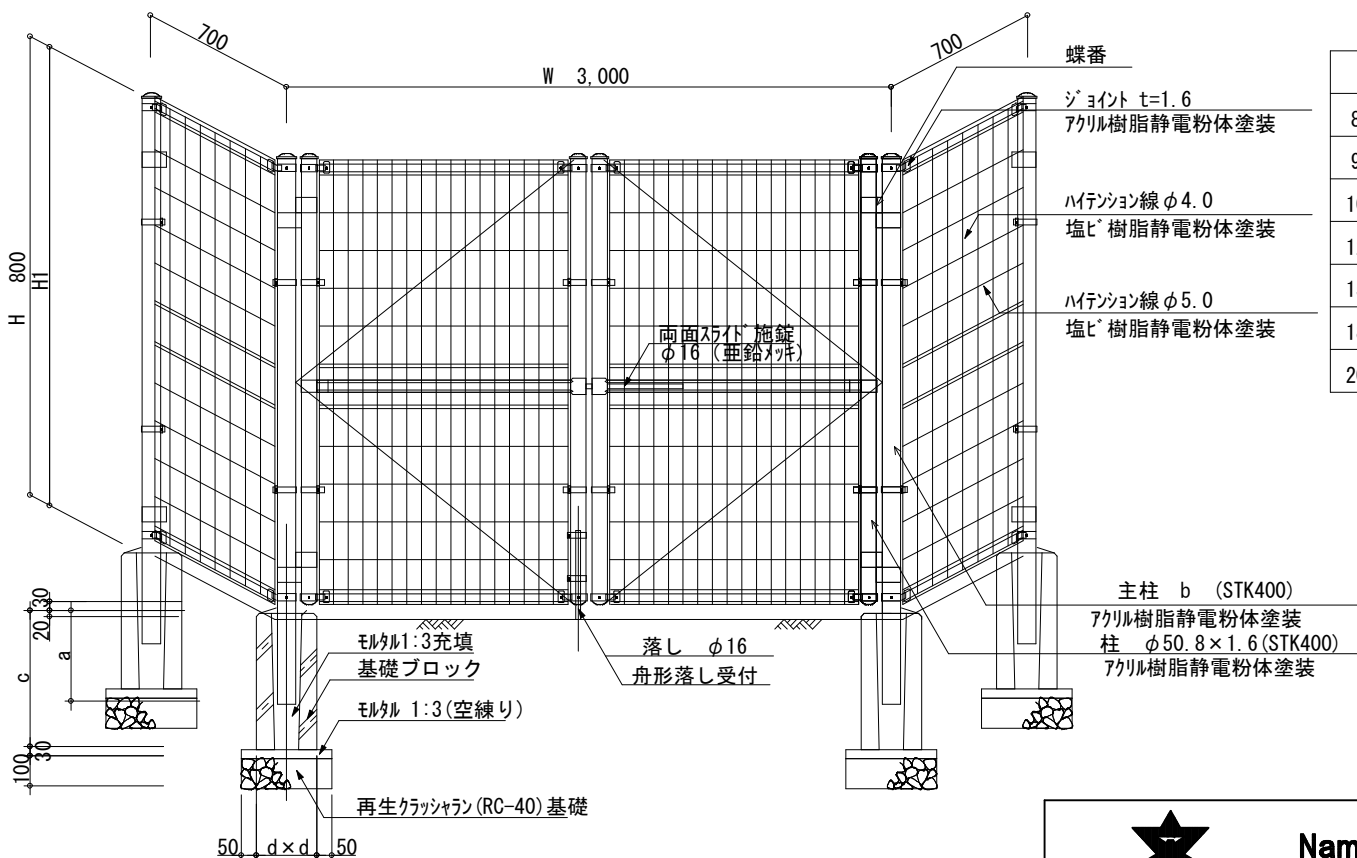 700
W 3,000
700
H 800
H1
30
20
a
c
30
100
50 d×d 50
蝶番
ジョイント t=1.6
アクリル樹脂静電粉体塗装
ハイテンション線φ4.0
塩ビ樹脂静電粉体塗装
ハイテンション線φ5.0
塩ビ樹脂静電粉体塗装
両面スライド施錠
φ16 (亜鉛メッキ)
主柱 b (STK400)
アクリル樹脂静電粉体塗装
柱 φ50.8×1.6(STK400)
アクリル樹脂静電粉体塗装
落し φ16
舟形落し受付
モルタル1:3充填
基礎ブロック
モルタル 1:3(空練り)
再生クラッシャラン(RC-40)基礎